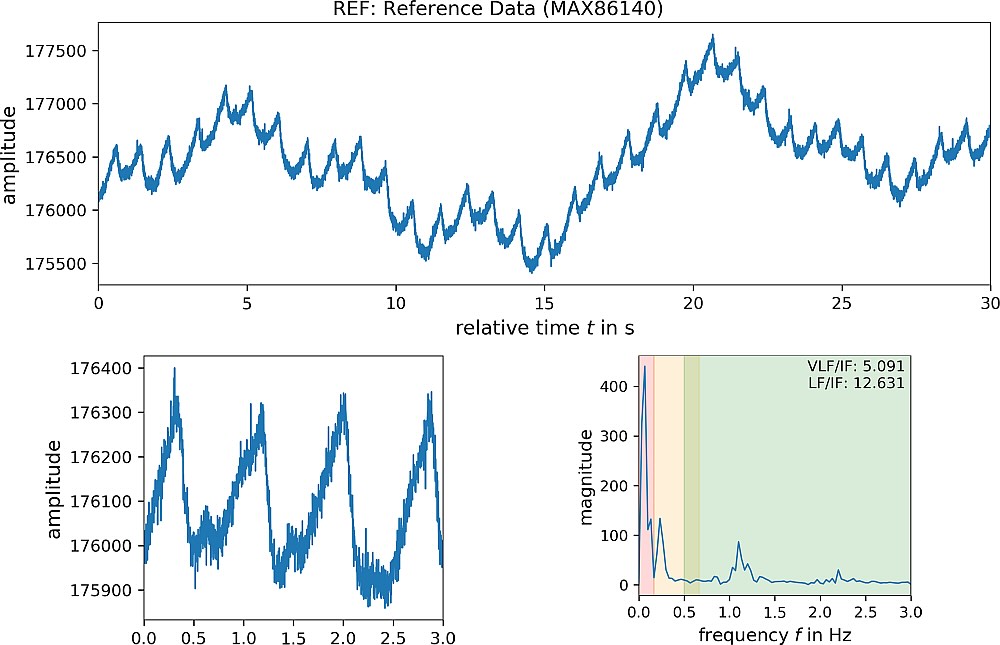 REF: Reference Data (MAX86140)
177500
177000
176500
176000
175500
amplitude
0 5 10 15 20 25 30
relative time t in s
176400
176300
176200
176100
176000
175900
amplitude
0.0 0.5 1.0 1.5 2.0 2.5 3.0
VLF/IF: 5.091
LF/IF: 12.631
400
300
200
100
0
magnitude
0.0 0.5 1.0 1.5 2.0 2.5 3.0
frequency f in Hz